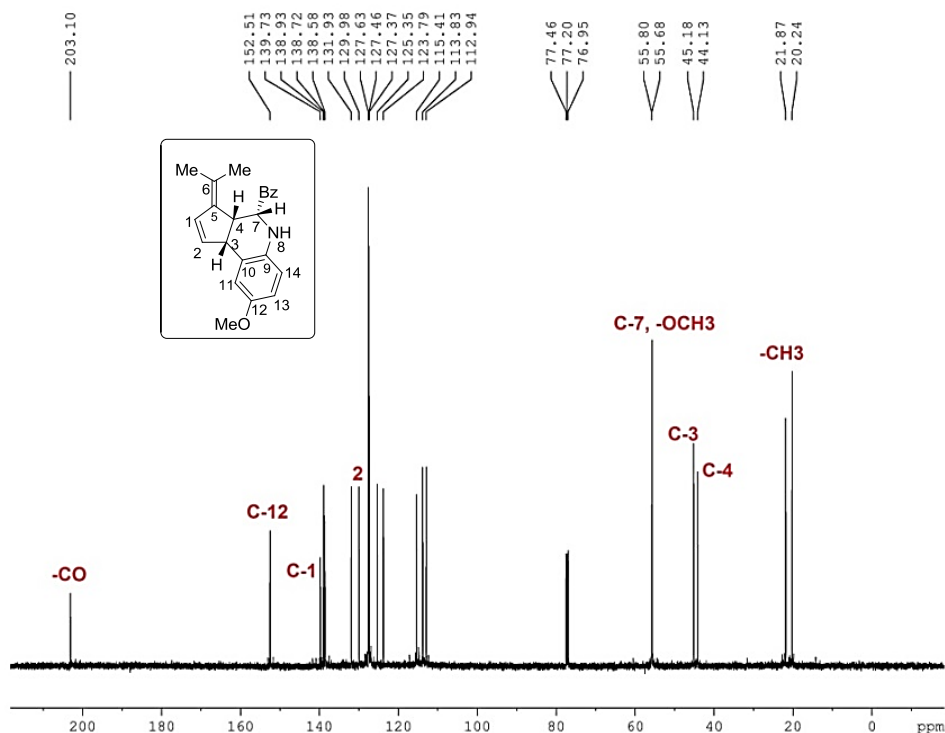 203.10
152.51
139.73
138.93
138.72
138.58
131.93
129.98
127.63
127.46
127.37
125.35
123.79
115.41
113.83
112.94
77.46
77.20
76.95
55.80
55.68
45.18
44.13
21.87
20.24
Me Me
6 H Bz
H
5
1 4 7
NH
2 3 8
H 10 9
14
11
13
12
MeO
C-7, -OCH3
-CH3
C-3
2 C-4
C-12
C-1
-CO
200 180 160 140 120 100 80 60 40 20 0 ppm